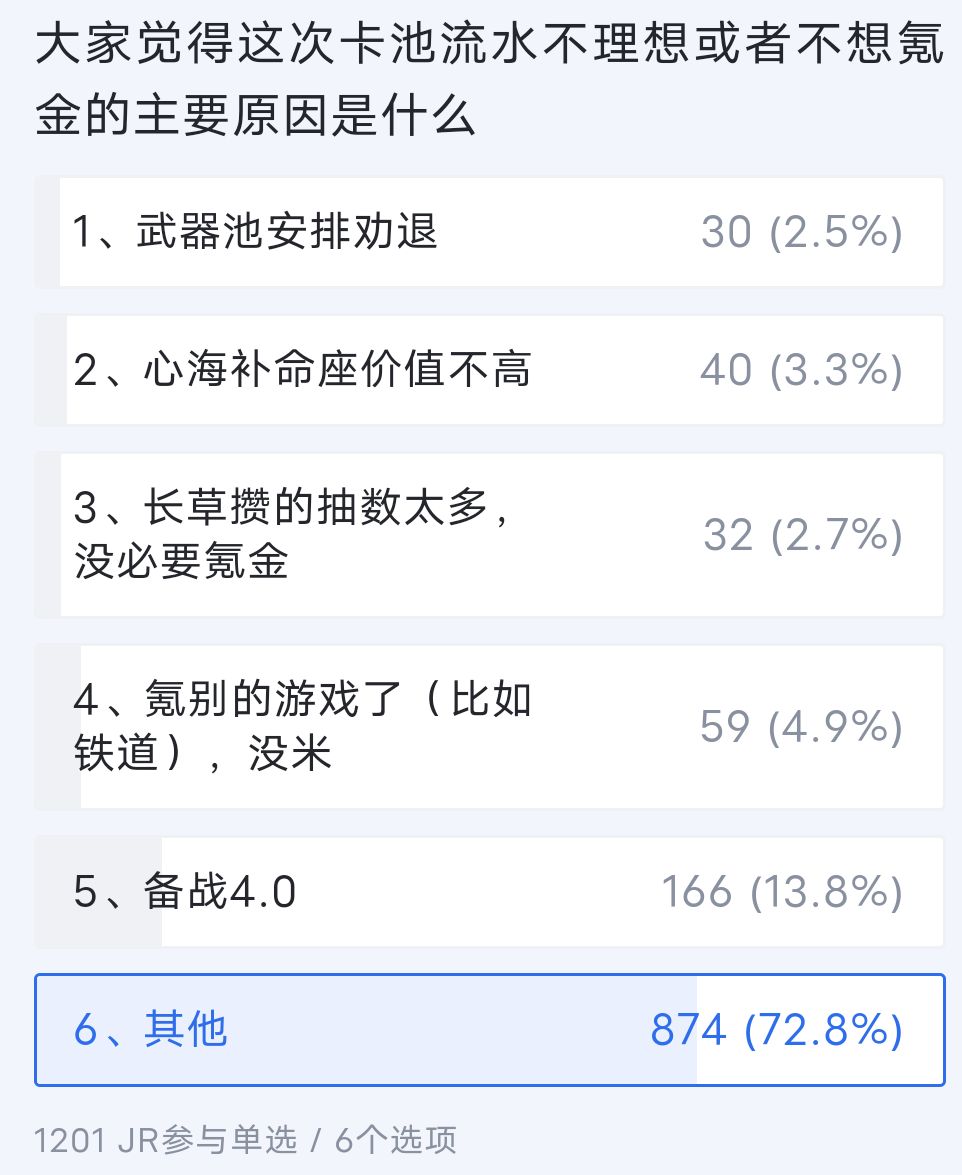 大家觉得这次卡池流水不理想或者不想氪
金的主要原因是什么
1、武器池安排劝退
30 (2.5%)
2、心海补命座价值不高
40 (3.3%)
3、长草攒的抽数太多，
没必要氪金
32 (2.7%)
4、氪别的游戏了（比如
铁道），没米
59 (4.9%)
5、备战4.0
166 (13.8%)
6、其他
874 (72.8%)
1201 JR参与单选 / 6个选项